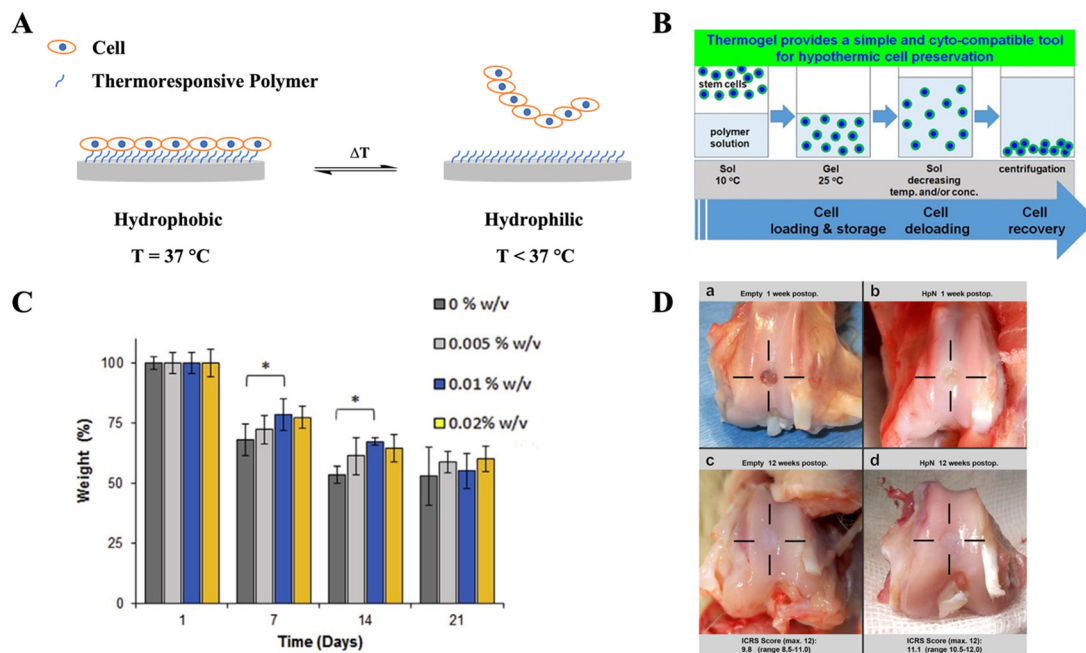 A
Cell
Thermoresponsive Polymer
ΔT
Hydrophobic
Hydrophilic
T = 37 °C
T < 37 °C
B
Thermogel provides a simple and cyto-compatible tool
for hypothermic cell preservation
stem cells
polymer
solution
Sol
10 °C
Gel
25 °C
Sol
decreasing
temp. and/or conc.
centrifugation
Cell
loading & storage
Cell
deloading
Cell
recovery
C
0 % w/v
0.005 % w/v
0.01 % w/v
0.02% w/v
Weight (%)
100
75
50
25
0
*
*
1
7
14
21
Time (Days)
D
a
Empty 1 week postop.
b
HpN 1 week postop.
c
Empty 12 weeks postop.
d
HpN 12 weeks postop.
ICRS Score (max. 12):
9.8 (range 8.5-11.0)
ICRS Score (max. 12):
11.1 (range 10.5-12.0)